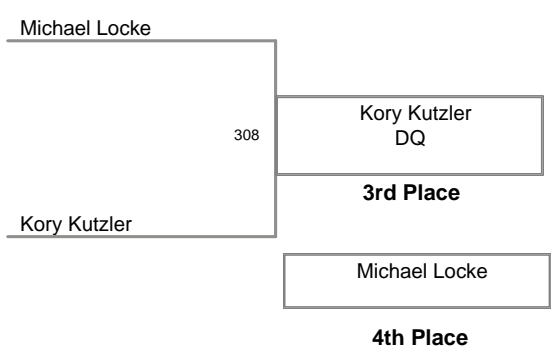 Michael Locke
308
Kory Kutzler
DQ
3rd Place
Kory Kutzler
Michael Locke
4th Place